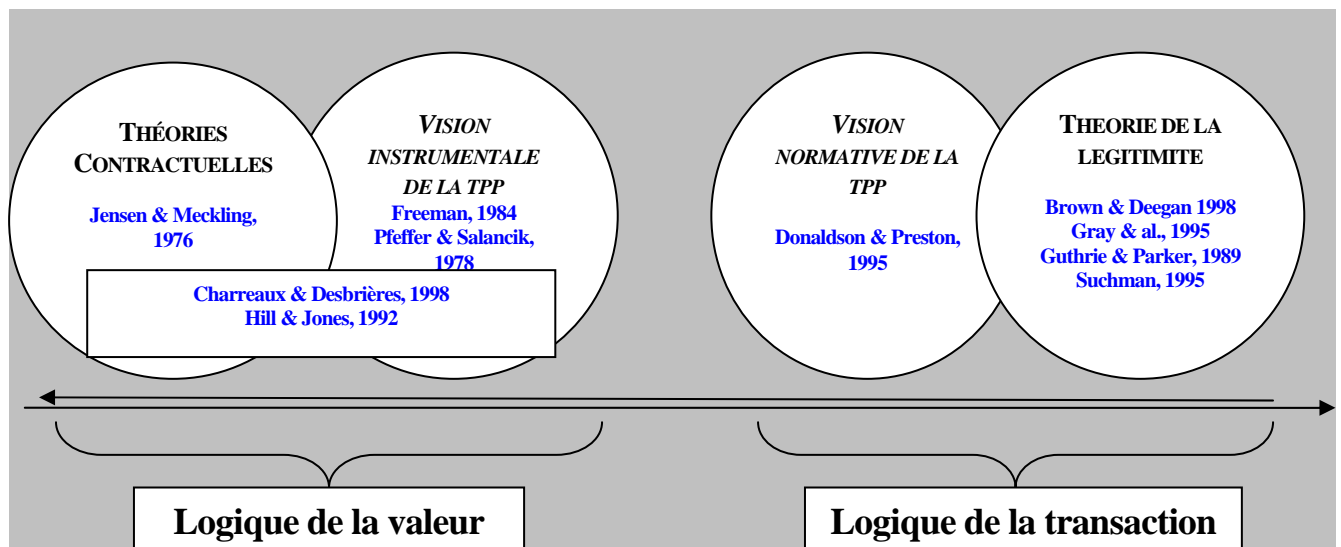 THÉORIES
CONTRACTUELLES
Jensen & Meckling,
1976
VISION
INSTRUMENTALE
DE LA TPP
Freeman, 1984
Pfeffer & Salancik,
1978
Charreaux & Desbrières, 1998
Hill & Jones, 1992
VISION
NORMATIVE DE LA
TPP
Donaldson & Preston,
1995
THEORIE DE LA
LEGITIMITE
Brown & Deegan 1998
Gray & al., 1995
Guthrie & Parker, 1989
Suchman, 1995
Logique de la valeur
Logique de la transaction